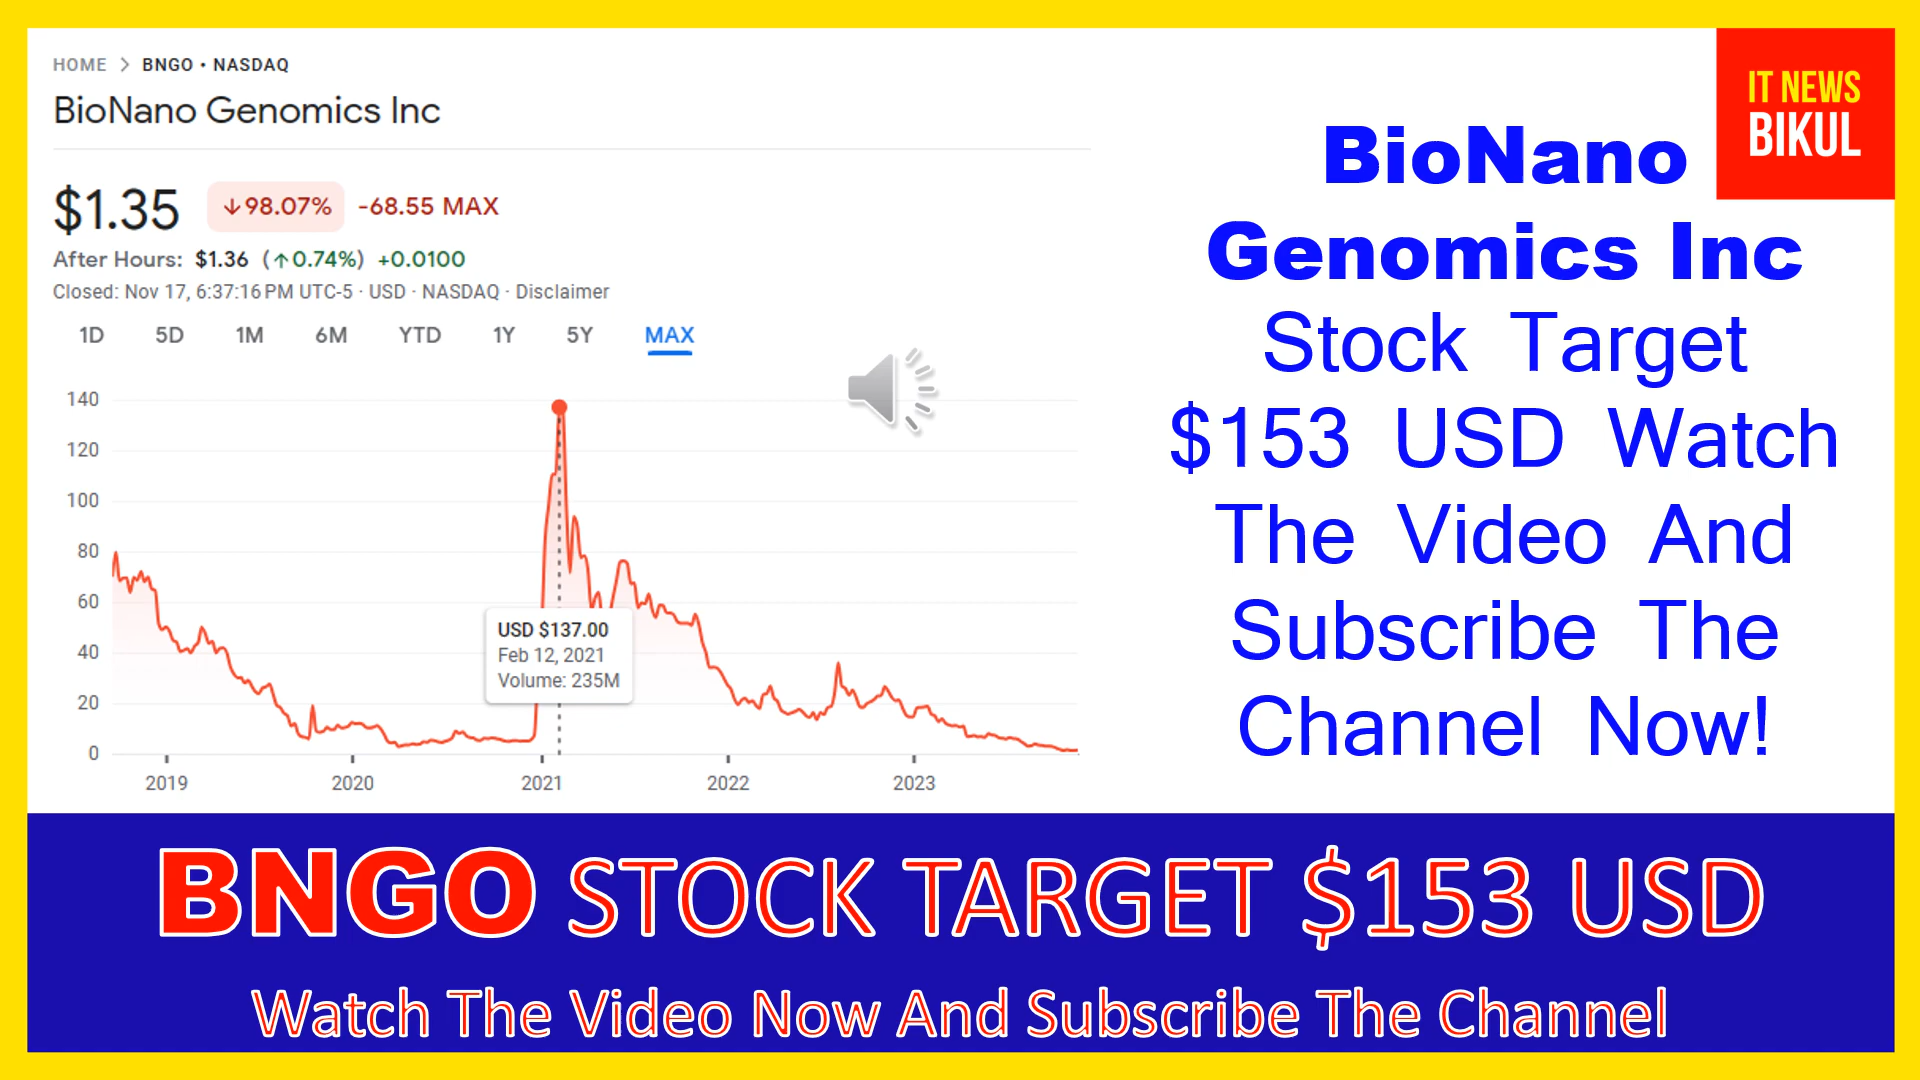 HOME > BNGO • NASDAQ
BioNano Genomics Inc
$1.35 ↓98.07% -68.55 MAX
After Hours: $1.36 (↑0.74%) +0.0100
Closed: Nov 17, 6:37:16 PM UTC-5 · USD · NASDAQ · Disclaimer
1D 5D 1M 6M YTD 1Y 5Y MAX
140
120
100
80
60
40
20
0
USD $137.00
Feb 12, 2021
Volume: 235M
2019 2020 2021 2022 2023
IT NEWS
BIKUL
BioNano
Genomics Inc
Stock Target
$153 USD Watch
The Video And
Subscribe The
Channel Now!
BNGO STOCK TARGET $153 USD
Watch The Video Now And Subscribe The Channel